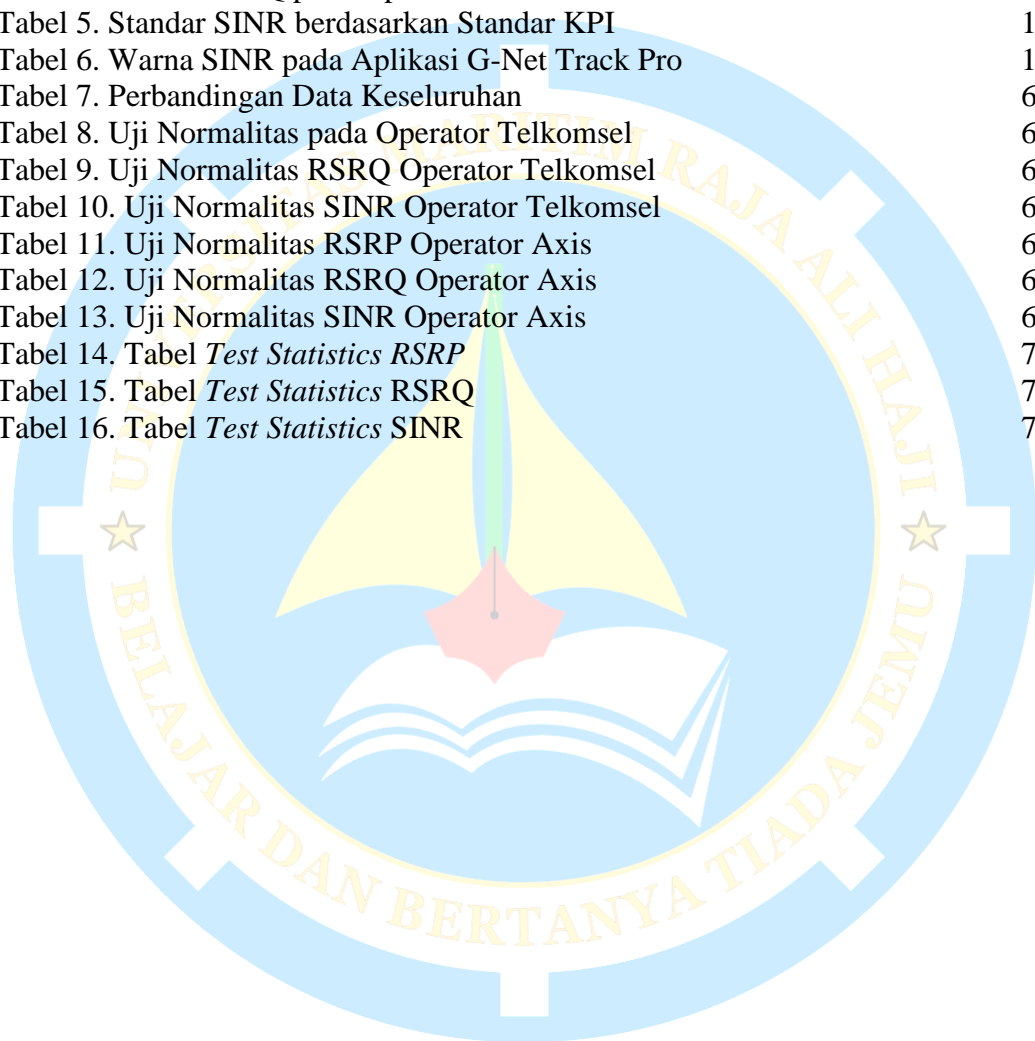 Tabel 5. Standar SINR berdasarkan Standar KPI 1
Tabel 6. Warna SINR pada Aplikasi G-Net Track Pro 1
Tabel 7. Perbandingan Data Keseluruhan 6
Tabel 8. Uji Normalitas pada Operator Telkomsel 6
Tabel 9. Uji Normalitas RSRQ Operator Telkomsel 6
Tabel 10. Uji Normalitas SINR Operator Telkomsel 6
Tabel 11. Uji Normalitas RSRP Operator Axis 6
Tabel 12. Uji Normalitas RSRQ Operator Axis 6
Tabel 13. Uji Normalitas SINR Operator Axis 6
Tabel 14. Tabel Test Statistics RSRP 7
Tabel 15. Tabel Test Statistics RSRQ 7
Tabel 16. Tabel Test Statistics SINR 7
UNIVERSITAS MARITIM RAJA ALI HAJI
BELAJAR DAN BERTANYA TIADA JEMU